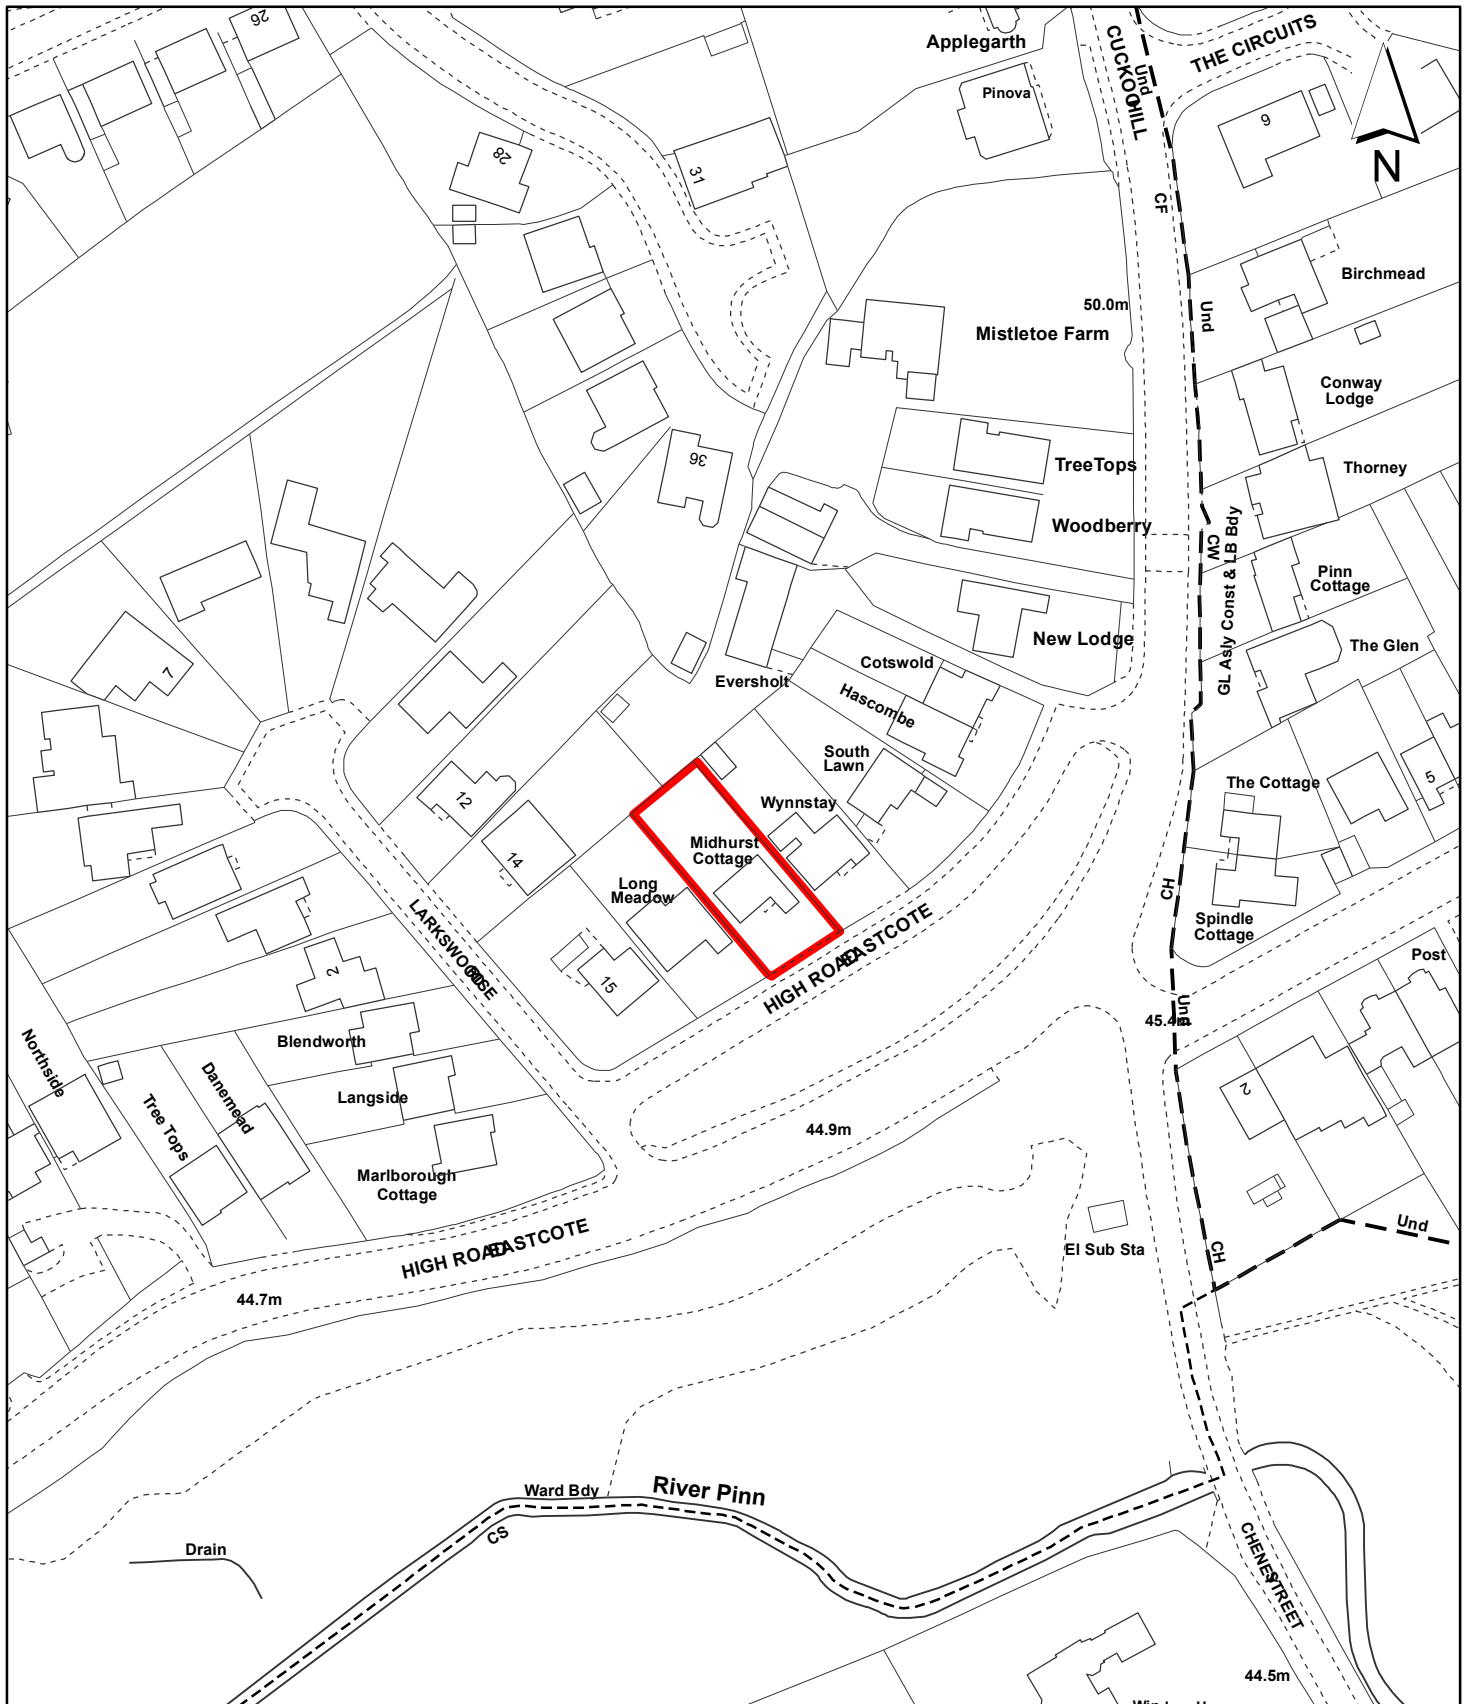 26
Applegarth
CUCKOO HILL
Und
THE CIRCUITS
Pinova
6
N
28
31
CF
Birchmead
50.0m
Und
Mistletoe Farm
Conway
Lodge
36
TreeTops
Thorney
Woodberry
CW
GL Asly Const & LB Bdy
Pinn
Cottage
New Lodge
The Glen
7
Cotswold
Eversholt
Hascombe
South
Lawn
The Cottage
5
12
Wynnstay
Midhurst
Cottage
14
Long
Meadow
CH
Spindle
Cottage
LARKSWOOD
RISE
HIGH ROAD
EASTCOTE
Post
2
15
Und
45.4m
Northside
Blendworth
Danemead
Langside
Tree Tops
2
44.9m
Marlborough
Cottage
HIGH ROAD
EASTCOTE
El Sub Sta
CH
Und
44.7m
Ward Bdy
River Pinn
CS
Drain
CHENEY
STREET
44.5m